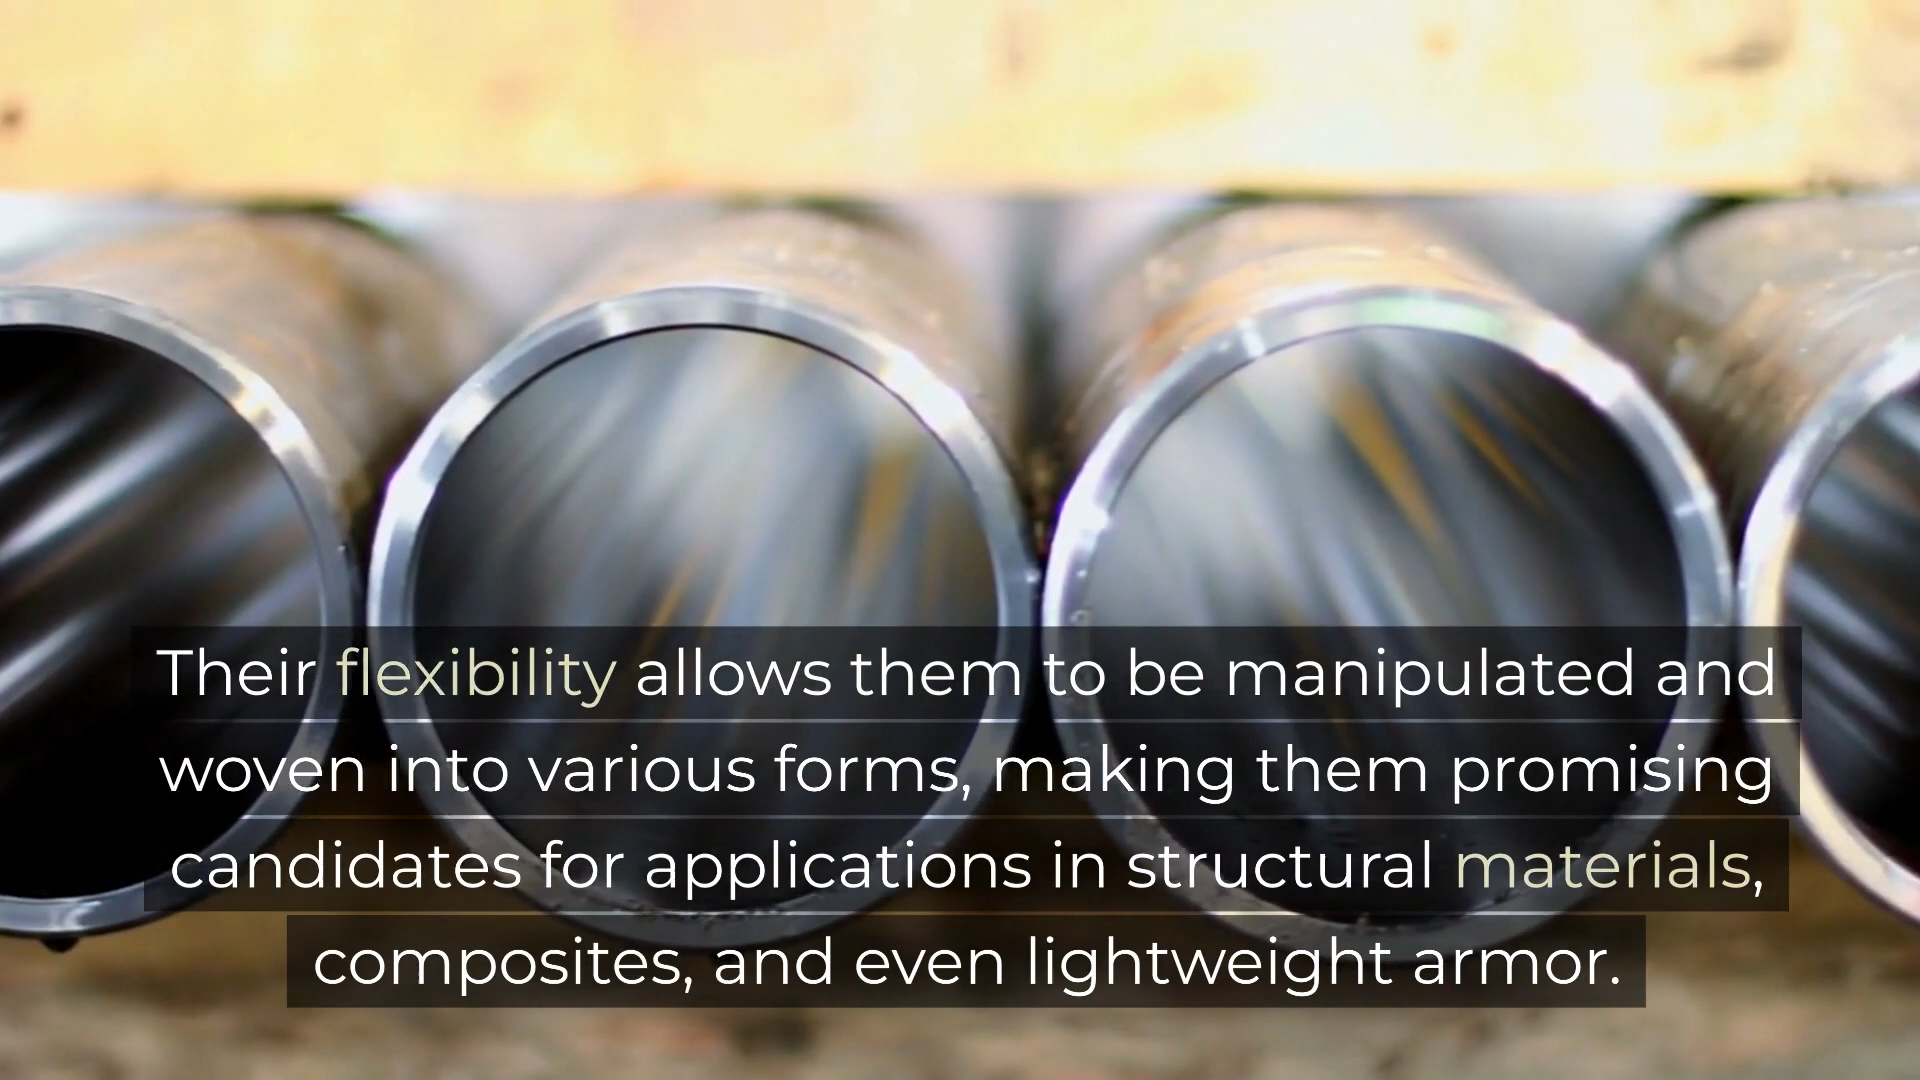 Their flexibility allows them to be manipulated and
woven into various forms, making them promising
candidates for applications in structural materials,
composites, and even lightweight armor.